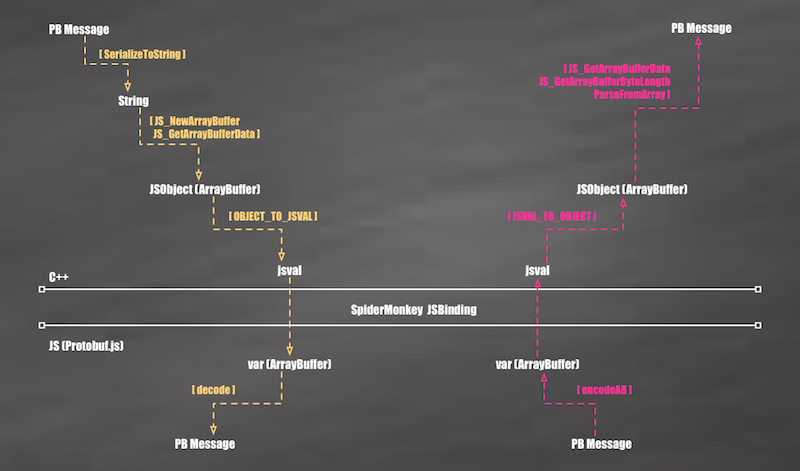 PB Message
[ SerializeToString ]
String
[ JS_NewArrayBuffer
JS_GetArrayBufferData ]
JSObject (ArrayBuffer)
[ OBJECT_TO_JSVAL ]
jsval
PB Message
[ JS_GetArrayBufferData
JS_GetArrayBufferByteLength
ParseFromArray ]
JSObject (ArrayBuffer)
[ JSVAL_TO_OBJECT ]
jsval
C++
SpiderMonkey JSBinding
JS (Protobuf.js)
var (ArrayBuffer)
[ decode ]
PB Message
var (ArrayBuffer)
[ encodeAB ]
PB Message